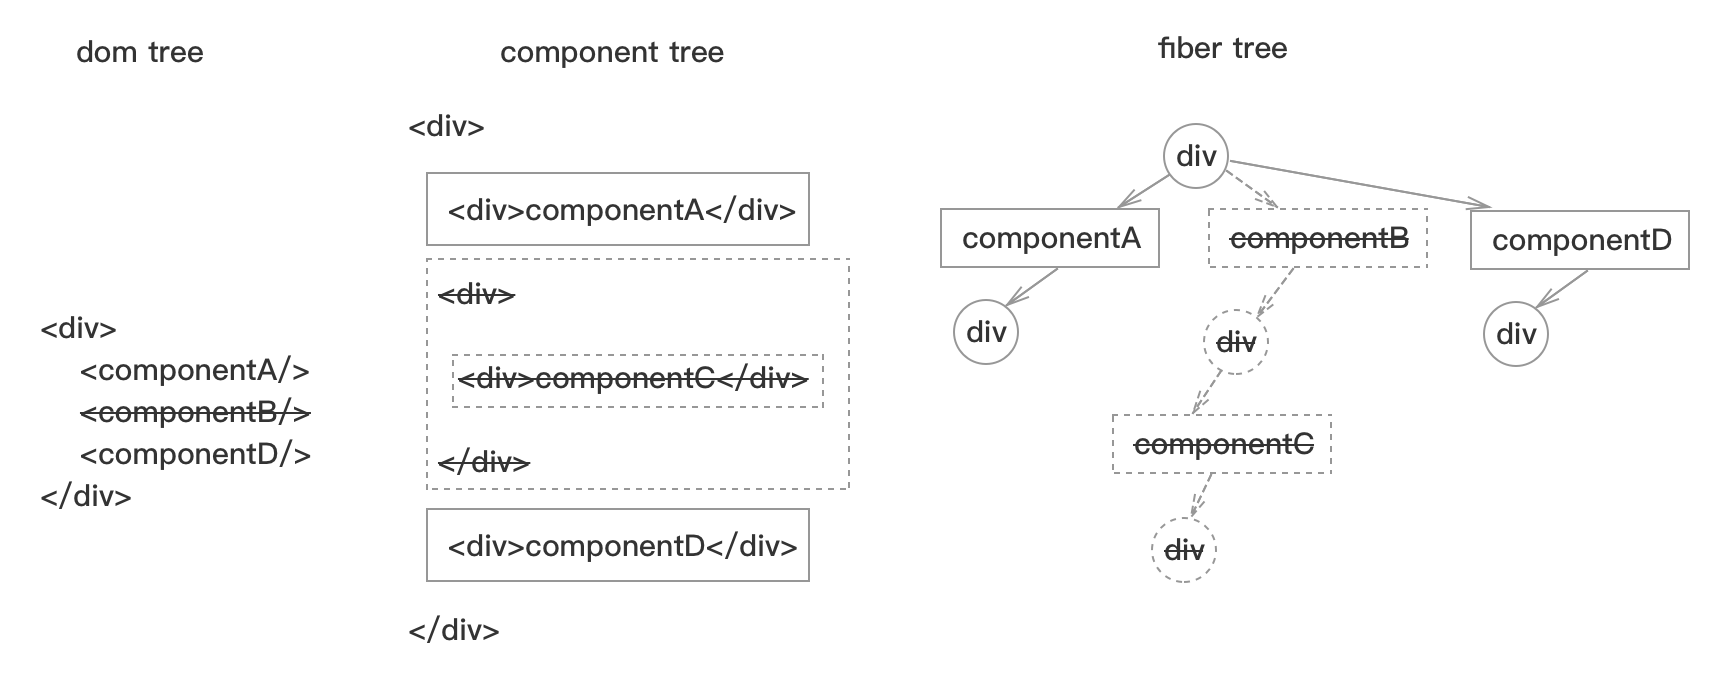 dom tree
<div>
<componentA/>
<componentB/>
<componentD/>
</div>
component tree
<div>
<div>componentA</div>
<div>
<div>componentC</div>
</div>
<div>componentD</div>
</div>
fiber tree
div
componentA
componentB
componentD
div
div
div
componentC
div